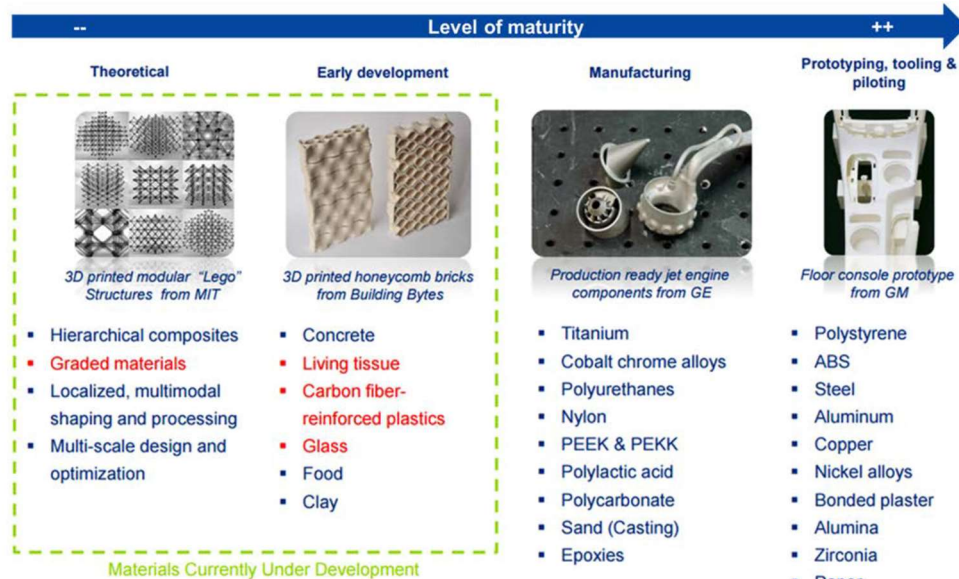 -- Level of maturity ++
Theoretical
Early development
Manufacturing
Prototyping, tooling &
piloting
3D printed modular “Lego”
Structures from MIT
3D printed honeycomb bricks
from Building Bytes
Production ready jet engine
components from GE
Floor console prototype
from GM
▪ Hierarchical composites
▪ Graded materials
▪ Localized, multimodal
shaping and processing
▪ Multi-scale design and
optimization
▪ Concrete
▪ Living tissue
▪ Carbon fiber-
reinforced plastics
▪ Glass
▪ Food
▪ Clay
▪ Titanium
▪ Cobalt chrome alloys
▪ Polyurethanes
▪ Nylon
▪ PEEK & PEKK
▪ Polylactic acid
▪ Polycarbonate
▪ Sand (Casting)
▪ Epoxies
▪ Polystyrene
▪ ABS
▪ Steel
▪ Aluminum
▪ Copper
▪ Nickel alloys
▪ Bonded plaster
▪ Alumina
▪ Zirconia
Materials Currently Under Development